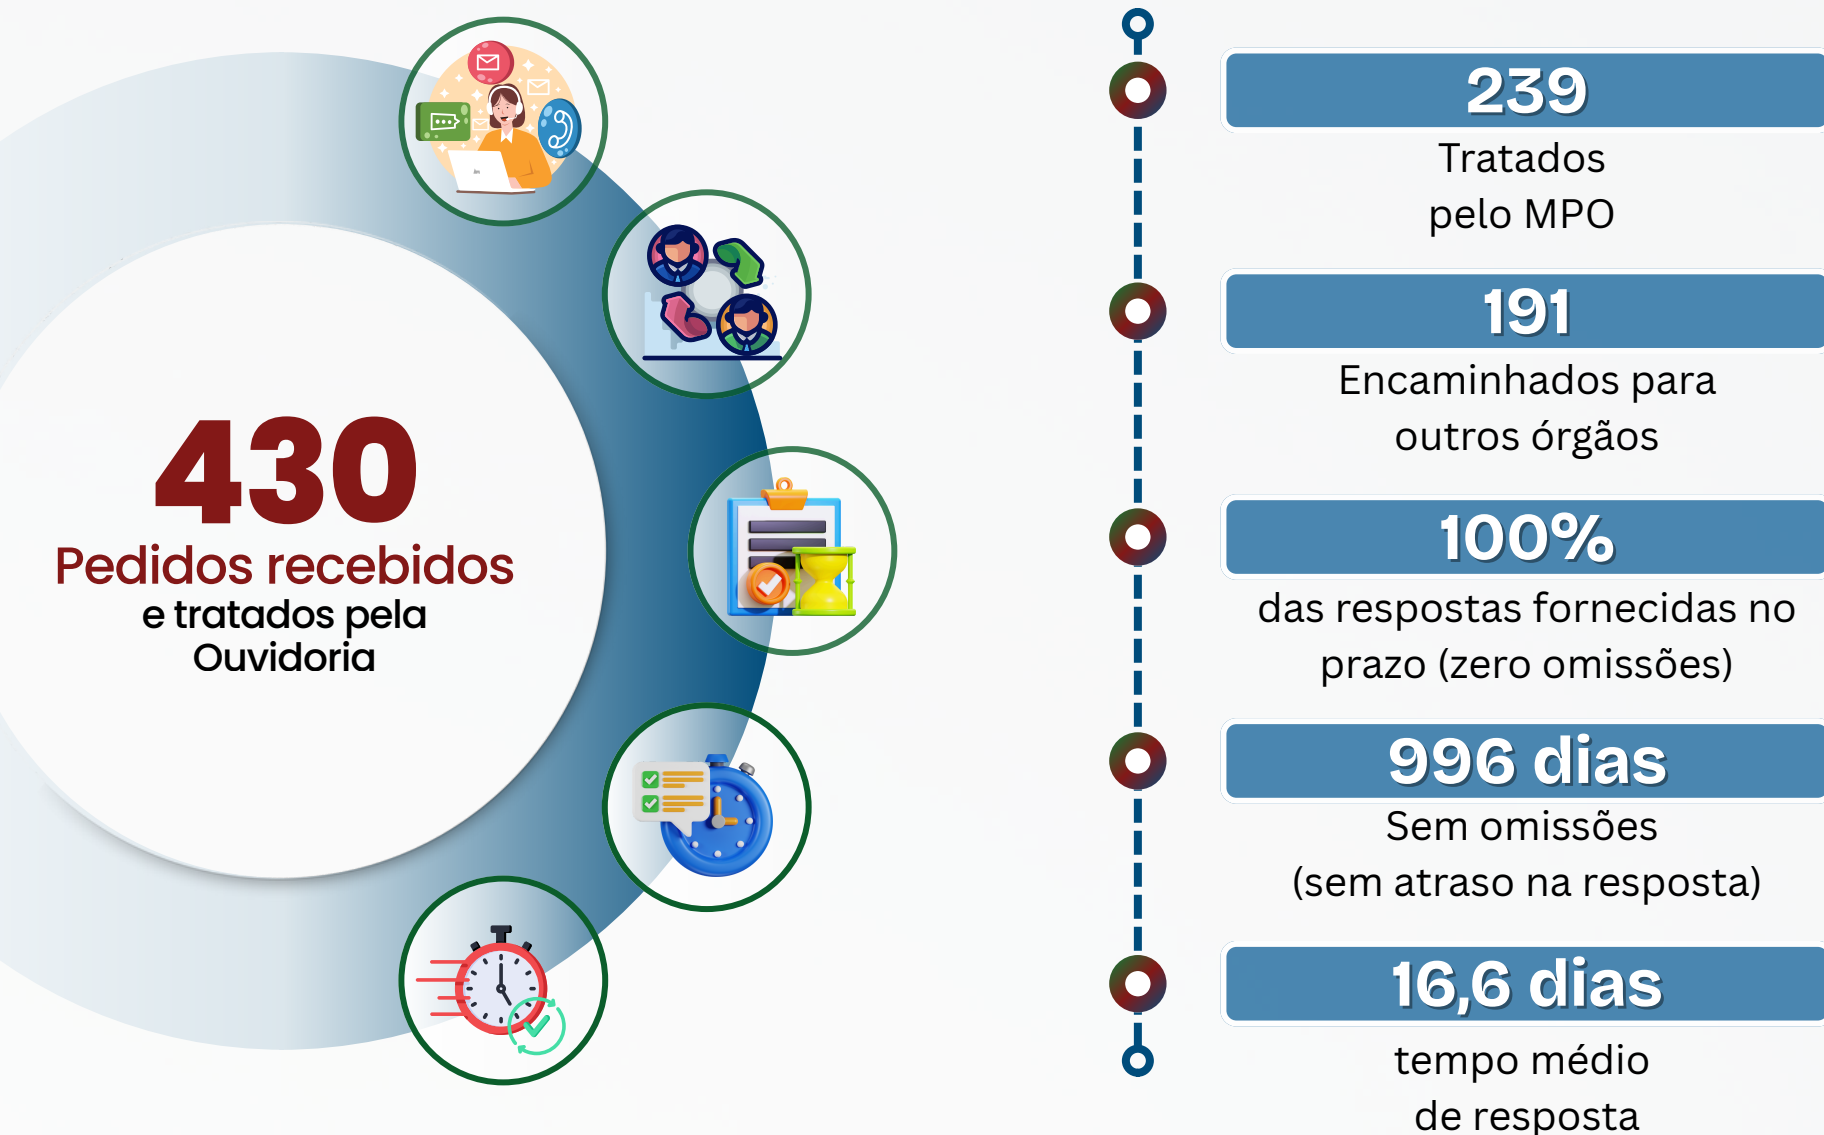 430
Pedidos recebidos
e tratados pela
Ouvidoria
239
Tratados
pelo MPO
191
Encaminhados para
outros órgãos
100%
das respostas fornecidas no
prazo (zero omissões)
996 dias
Sem omissões
(sem atraso na resposta)
16,6 dias
tempo médio
de resposta